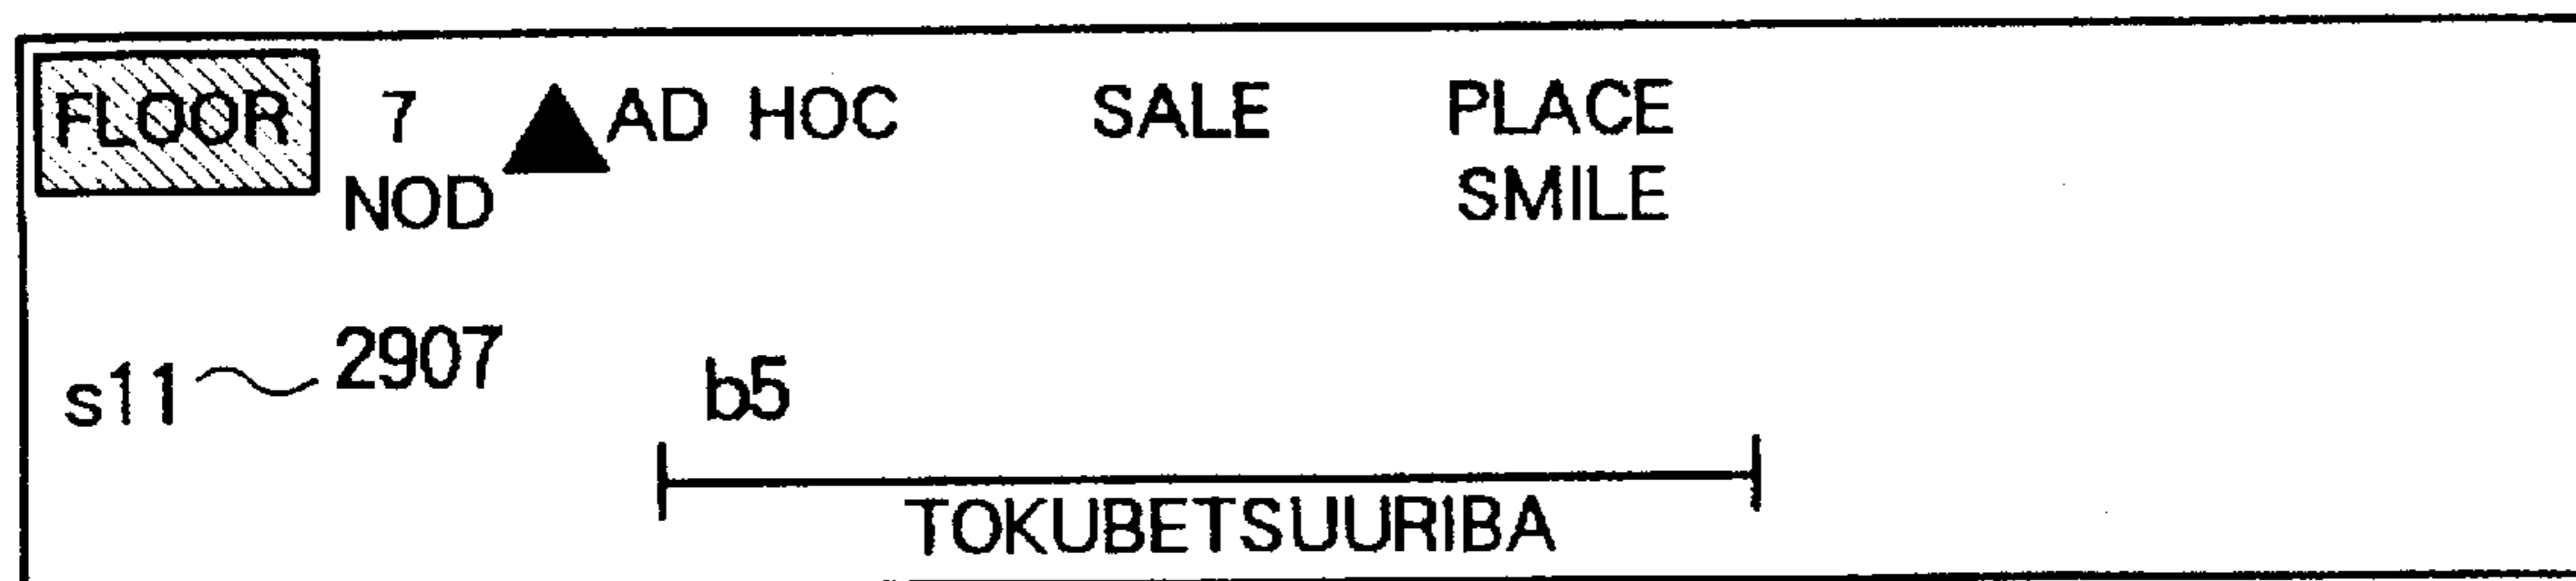 FLOOR 7 ▲ AD HOC SALE PLACE
NOD SMILE
s11 2907 b5
TOKUBETSUURIBA